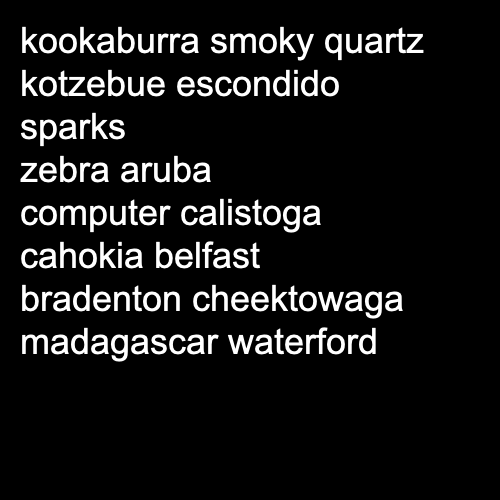 kookaburra smoky quartz
kotzebue escondido
sparks
zebra aruba
computer calistoga
cahokia belfast
bradenton cheektowaga
madagascar waterford